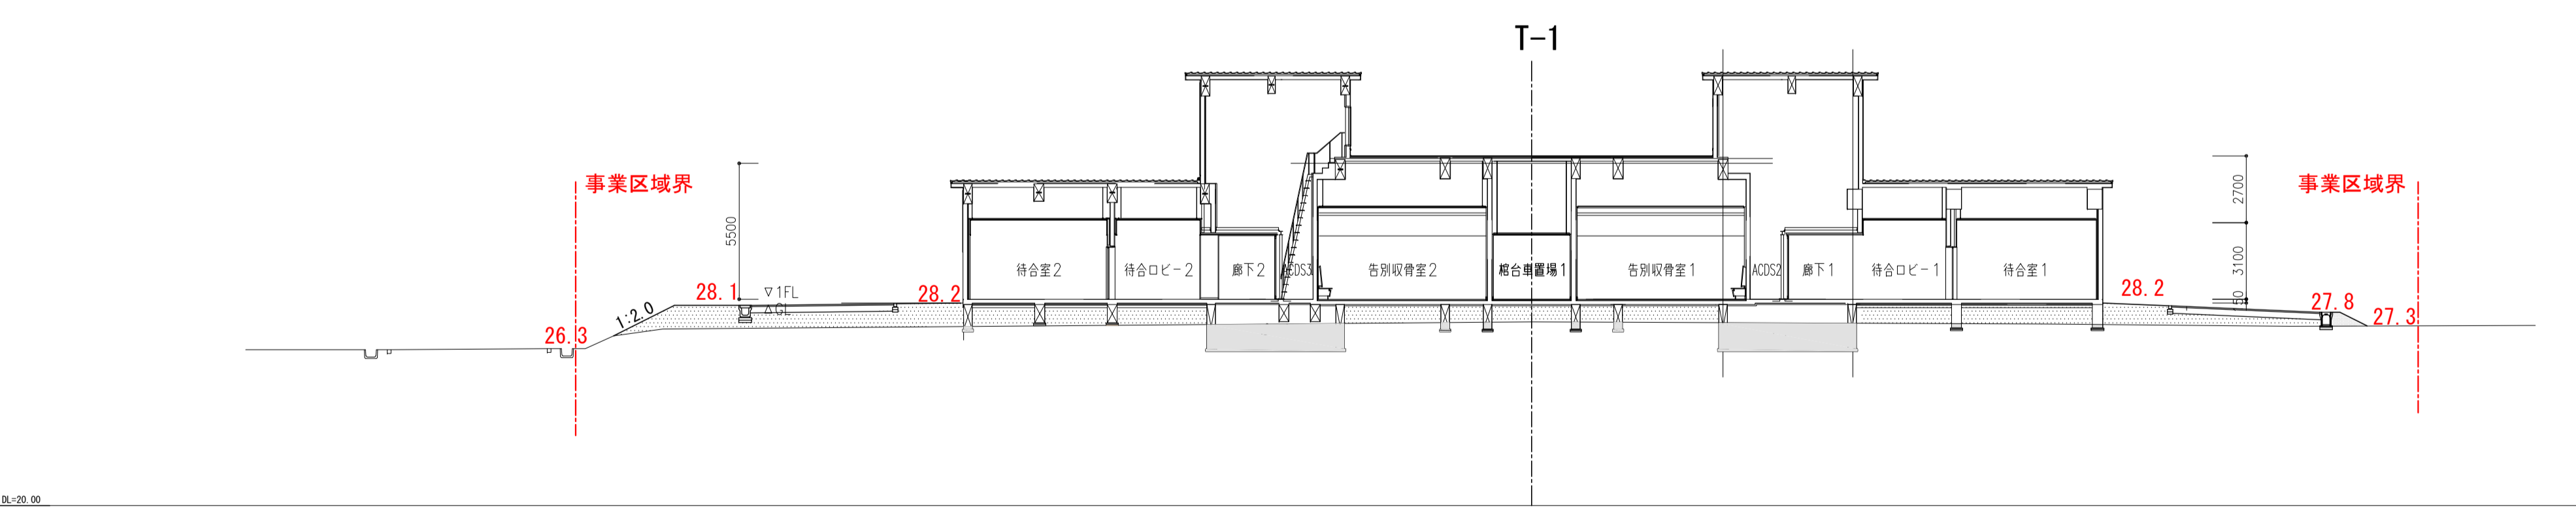 T-1
事業区域界
事業区域界
5500
2700
3100
50
28.1
▽1FL
△GL
28.2
1:2.0
26.3
待合室2
待合ロビー2
廊下2
ACDS3
告別収骨室2
棺台車置場1
告別収骨室1
ACDS2
廊下1
待合ロビー1
待合室1
28.2
27.8
27.3
DL=20.00